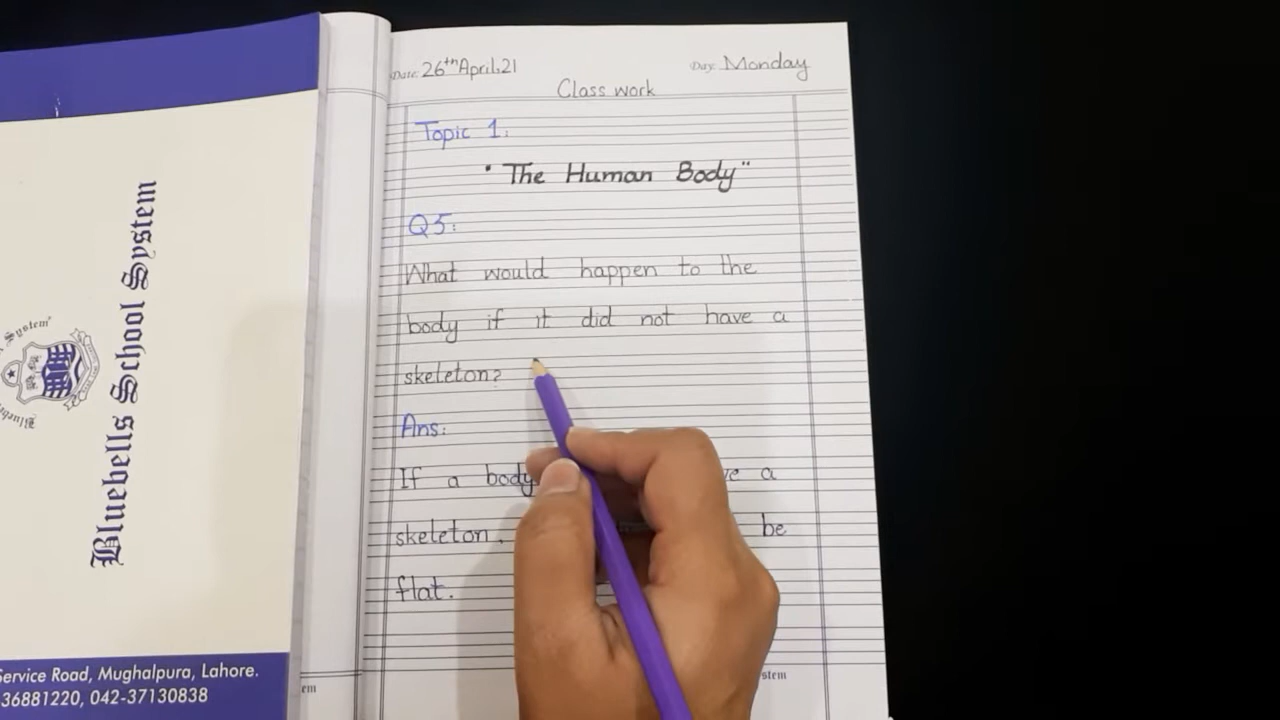 Date: 26th April, 21
Day: Monday
Class work
Topic 1:
"The Human Body"
Q5:
What would happen to the
body if it did not have a
skeleton?
Ans:
If a body a
skeleton. be
flat.
Bluebells School System
Service Road, Mughalpura, Lahore.
36881220, 042-37130838